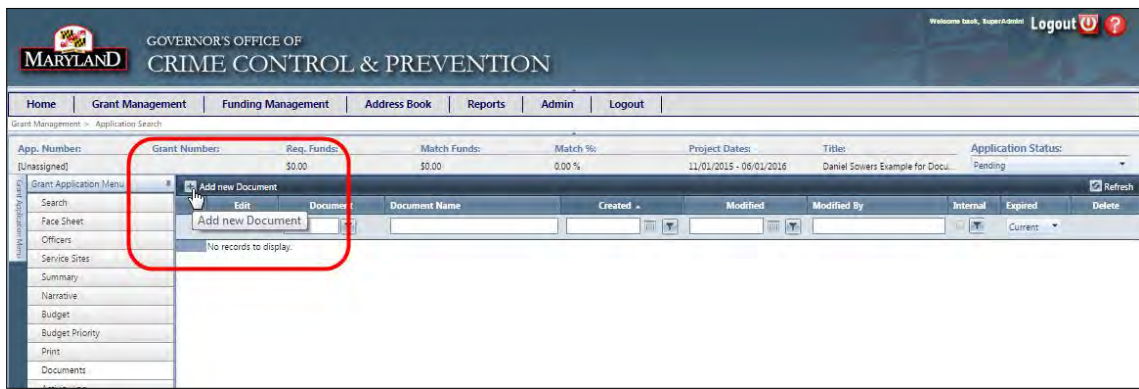 Welcome back, SuperAdmin! Logout
MARYLAND
GOVERNOR'S OFFICE OF
CRIME CONTROL & PREVENTION
Home | Grant Management | Funding Management | Address Book | Reports | Admin | Logout |
Grant Management > Application Search
App. Number: Grant Number: Req. Funds: Match Funds: Match %: Project Dates: Title: Application Status:
[Unassigned] $0.00 $0.00 0.00 % 11/01/2015 - 06/01/2016 Daniel Sowers Example for Docu... Pending
Grant Application Menu
Grant Application Menu Add new Document Refresh
Search Edit Document Document Name Created Modified Modified By Internal Expired Delete
Face Sheet Add new Document Current
Officers No records to display.
Service Sites
Summary
Narrative
Budget
Budget Priority
Print
Documents